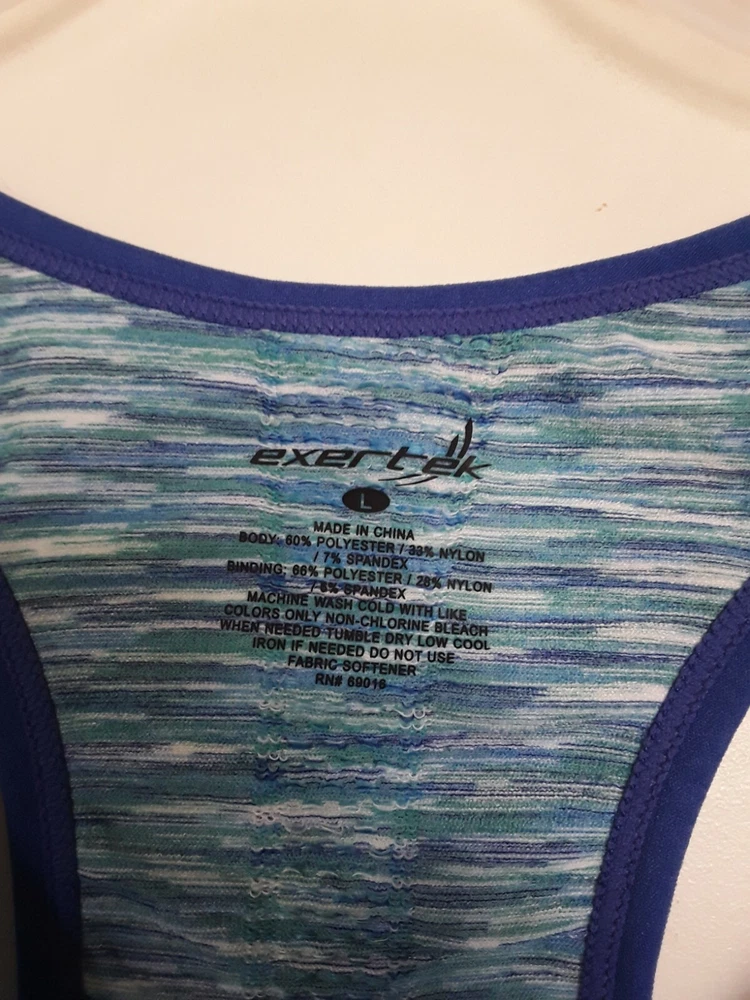 exertek
L
MADE IN CHINA
BODY: 60% POLYESTER / 33% NYLON
/ 7% SPANDEX
BINDING: 66% POLYESTER / 28% NYLON
/ 6% SPANDEX
MACHINE WASH COLD WITH LIKE
COLORS ONLY NON-CHLORINE BLEACH
WHEN NEEDED TUMBLE DRY LOW COOL
IRON IF NEEDED DO NOT USE
FABRIC SOFTENER
RN# 69016